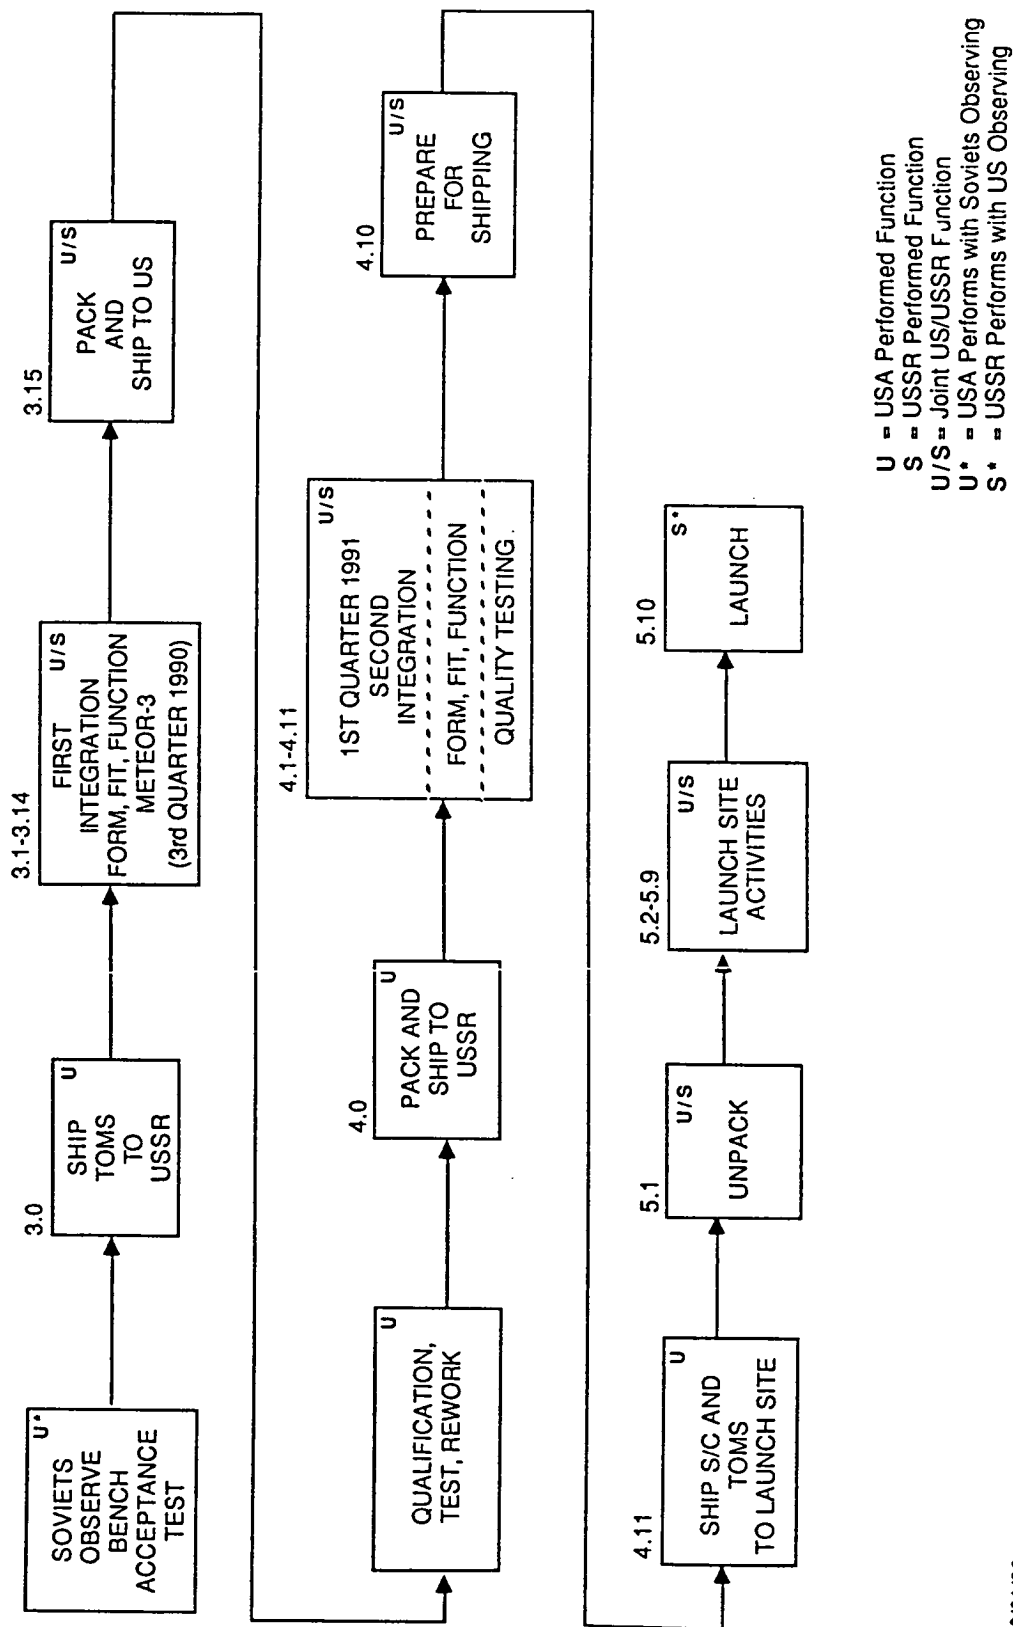 SOVIETS
OBSERVE
BENCH
ACCEPTANCE
TEST
U*
3.0
SHIP
TOMS
TO
USSR
U
3.1-3.14
FIRST
INTEGRATION
FORM, FIT, FUNCTION
METEOR-3
(3rd QUARTER 1990)
U/S
3.15
PACK
AND
SHIP TO US
U/S
QUALIFICATION,
TEST, REWORK
U
4.0
PACK AND
SHIP TO
USSR
U
4.1-4.11
1ST QUARTER 1991
SECOND
INTEGRATION
FORM, FIT, FUNCTION
QUALITY TESTING
U/S
4.10
PREPARE
FOR
SHIPPING
U/S
4.11
SHIP S/C AND
TOMS
TO LAUNCH SITE
U
5.1
UNPACK
U/S
5.2-5.9
LAUNCH SITE
ACTIVITIES
U/S
5.10
LAUNCH
S*
U = USA Performed Function
S = USSR Performed Function
U/S = Joint US/USSR Function
U* = USA Performs with Soviets Observing
S* = USSR Performs with US Observing